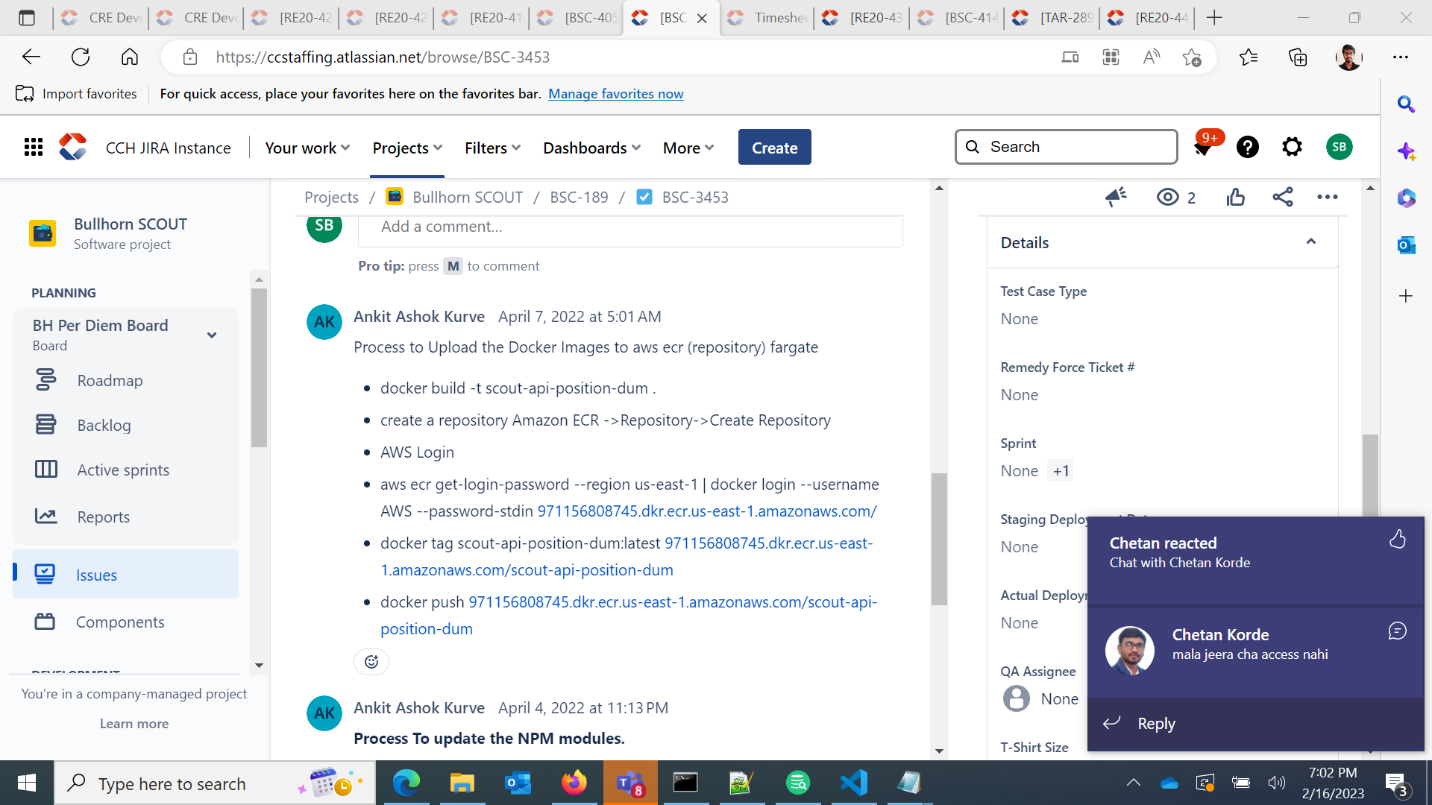 CRE Deve
CRE Deve
[RE20-42
[RE20-42
[RE20-41
[BSC-405
[BSC
Timeshee
[RE20-43
[BSC-414
[TAR-289
[RE20-44
https://ccstaffing.atlassian.net/browse/BSC-3453
Import favorites
For quick access, place your favorites here on the favorites bar. Manage favorites now
CCH JIRA Instance
Your work
Projects
Filters
Dashboards
More
Create
Search
9+
SB
Bullhorn SCOUT
Software project
PLANNING
BH Per Diem Board
Board
Roadmap
Backlog
Active sprints
Reports
Issues
Components
You're in a company-managed project
Learn more
Projects / Bullhorn SCOUT / BSC-189 / BSC-3453
2
SB
Add a comment...
Pro tip: press M to comment
AK
Ankit Ashok Kurve April 7, 2022 at 5:01 AM
Process to Upload the Docker Images to aws ecr (repository) fargate
• docker build -t scout-api-position-dum .
• create a repository Amazon ECR ->Repository->Create Repository
• AWS Login
• aws ecr get-login-password --region us-east-1 | docker login --username
AWS --password-stdin 971156808745.dkr.ecr.us-east-1.amazonaws.com/
• docker tag scout-api-position-dum:latest 971156808745.dkr.ecr.us-east-
1.amazonaws.com/scout-api-position-dum
• docker push 971156808745.dkr.ecr.us-east-1.amazonaws.com/scout-api-
position-dum
AK
Ankit Ashok Kurve April 4, 2022 at 11:13 PM
Process To update the NPM modules.
Details
Test Case Type
None
Remedy Force Ticket #
None
Sprint
None +1
Staging
None
Actual
None
QA Assignee
None
T-Shirt Size
Chetan reacted
Chat with Chetan Korde
Chetan Korde
mala jeera cha access nahi
Reply
Type here to search
8
7:02 PM
2/16/2023
3